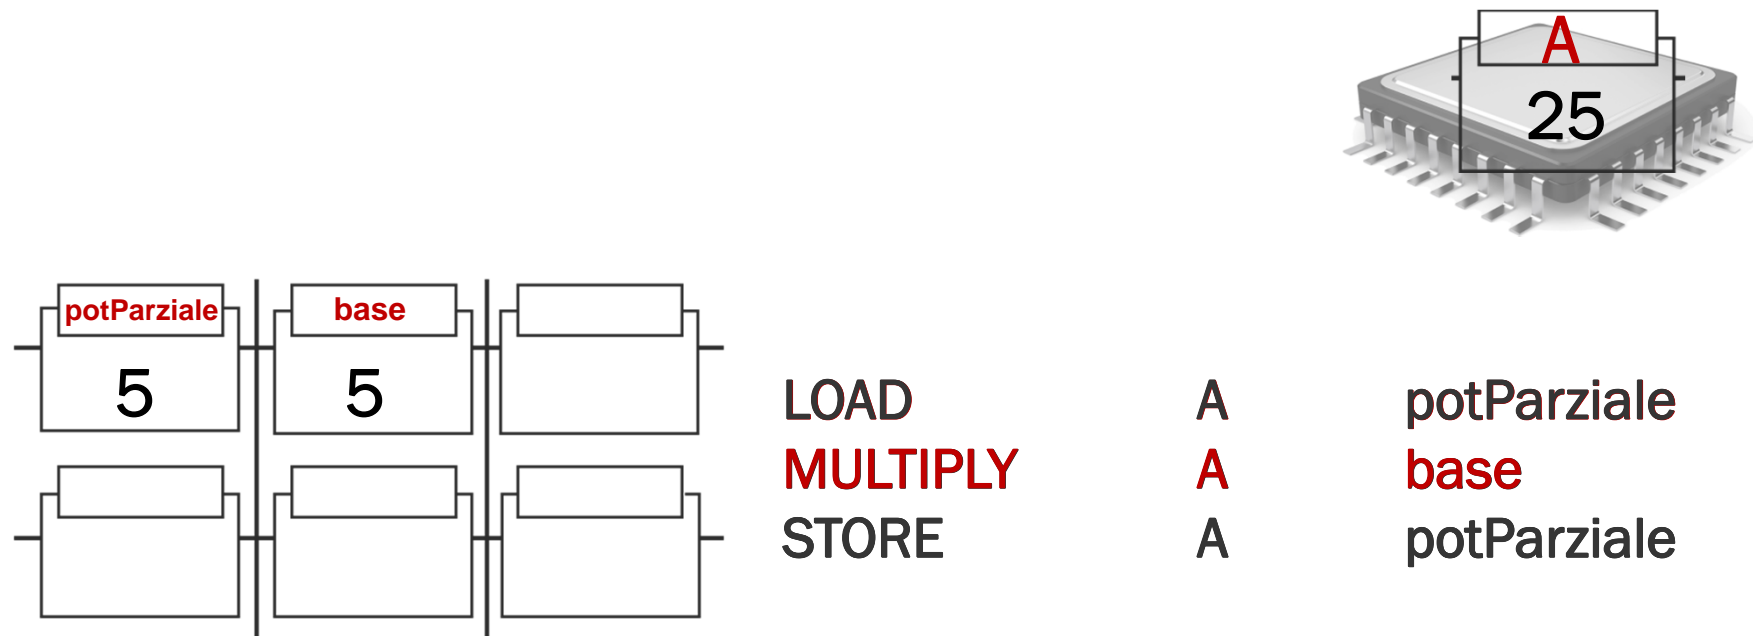 A
25
potParziale base
5 5
LOAD A potParziale
MULTIPLY A base
STORE A potParziale